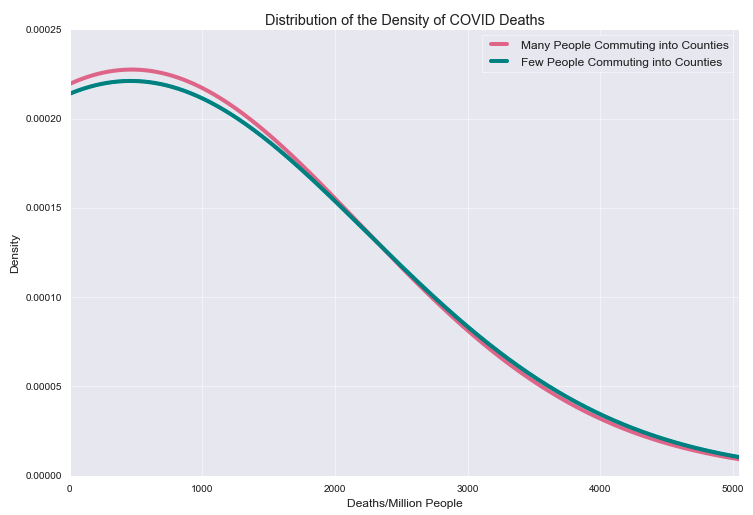 Distribution of the Density of COVID Deaths
Many People Commuting into Counties
Few People Commuting into Counties
0.00025
0.00020
0.00015
0.00010
0.00005
0.00000
Density
0 1000 2000 3000 4000 5000
Deaths/Million People